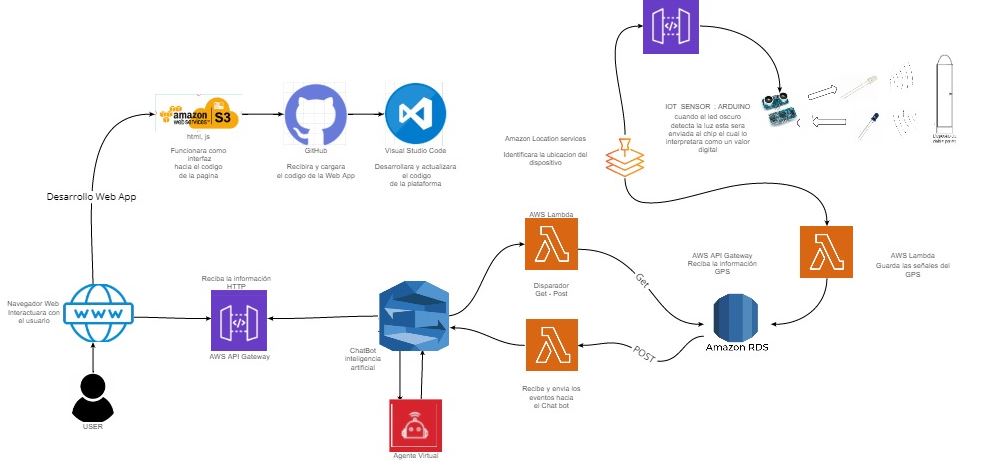 amazon
webservices
S3
html, js
Funcionara como
interfaz
hacia el codigo
de la pagina
GitHub
Recibira y cargara
el codigo de la Web App
Visual Studio Code
Desarrollara y actualizara
el codigo
de la plataforma
Desarrollo Web App
Navegador Web
Interactuara con
el usuario
WWW
USER
Reciba la información
HTTP
AWS API Gateway
ChatBot
inteligencia
artificial
Agente Virtual
AWS Lambda
Disparador
Get - Post
Recibe y envia los
eventos hacia
el Chat bot
Get
POST
Amazon RDS
AWS API Gateway
Reciba la información
GPS
AWS Lambda
Guarda las señales del
GPS
Amazon Location services
Identificara la ubicacion del
dispositivo
IOT SENSOR : ARDUINO
cuando el led oscuro
detecta la luz esta sera
enviada al chip el cual lo
interpretara como un valor
digital